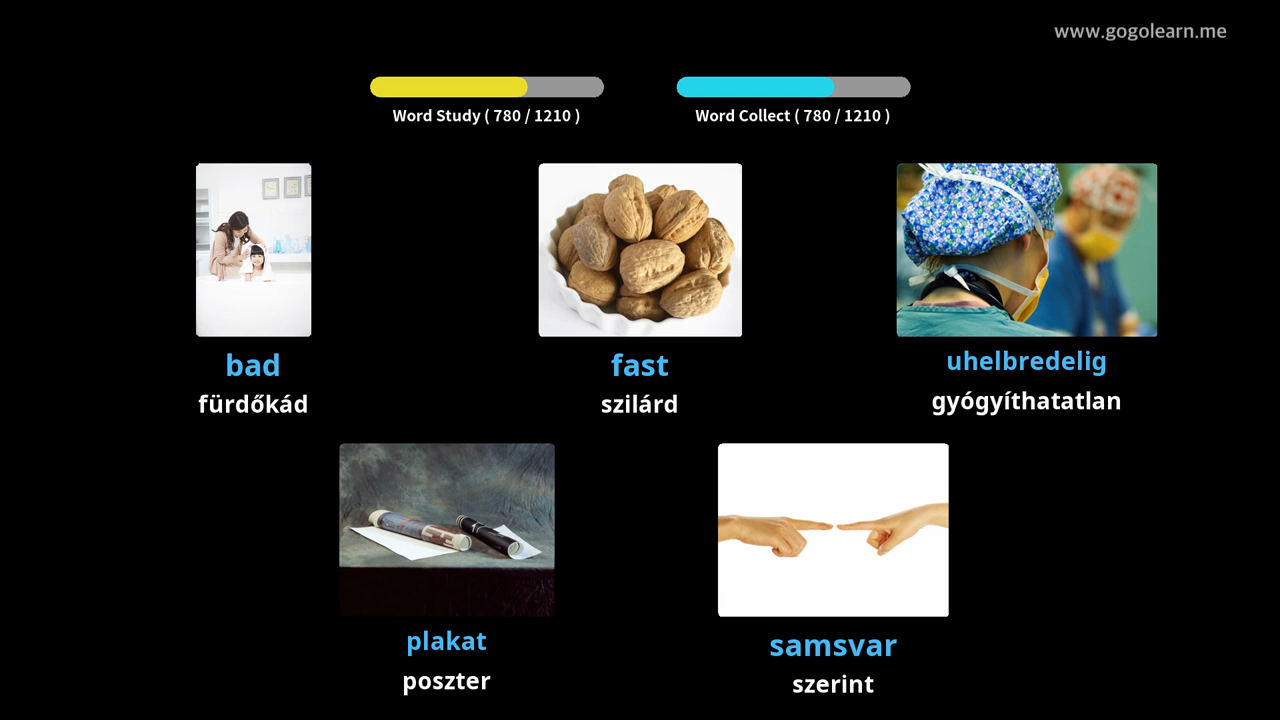 www.gogolearn.me
Word Study ( 780 / 1210 )
Word Collect ( 780 / 1210 )
bad
fürdőkád
fast
szilárd
uhelbredelig
gyógyíthatatlan
plakat
poszter
samsvar
szerint